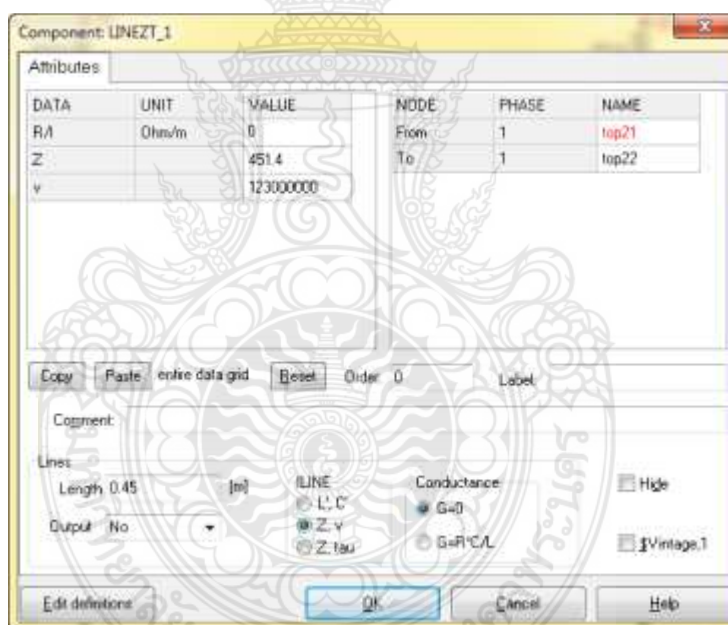 Component: LINEZT_1
Attributes
DATA UNIT VALUE
R/l Ohm/m 0
Z 451.4
v 123000000
NODE PHASE NAME
From 1 top21
To 1 top22
Copy Paste entire data grid Reset Order: 0 Label:
Comment:
Lines
Length 0.45 [m]
Output No
ILINE
L', C'
Z, v
Z, tau
Conductance
G=0
G=R*C/L
Hide
$Vintage,1
Edit definitions OK Cancel Help